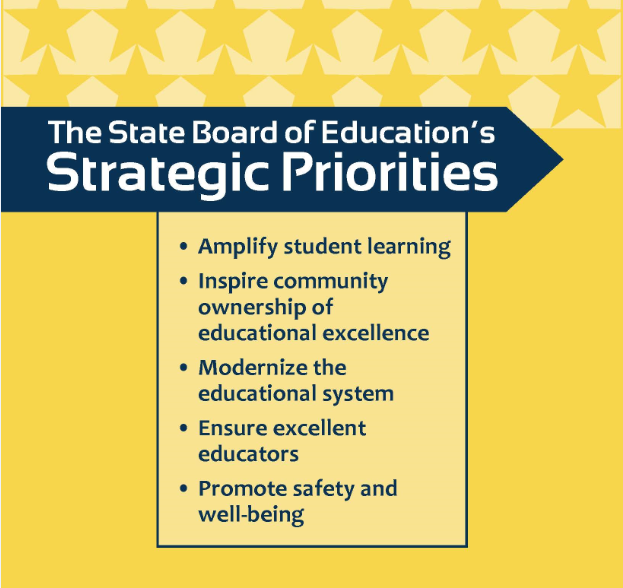 The State Board of Education's
Strategic Priorities
• Amplify student learning
• Inspire community
ownership of
educational excellence
• Modernize the
educational system
• Ensure excellent
educators
• Promote safety and
well-being